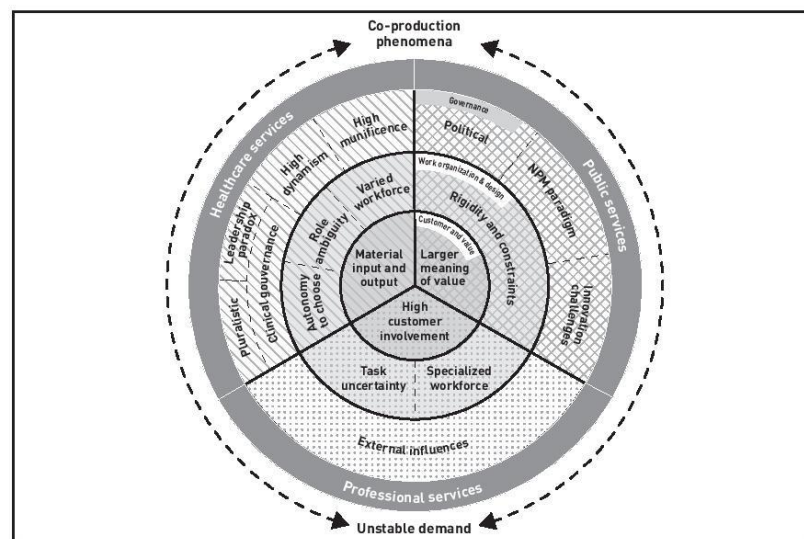 Co-production
phenomena
Healthcare services
Public services
Governance
Political
NPM paradigm
Innovation
challenges
High
munificence
High
dynamism
Leadership
paradox
Pluralistic
Clinical gouvernance
Work organization & design
Rigidity and constraints
Varied
workforce
Role
ambiguity
Autonomy
to choose
Customer and value
Material
input and
output
Larger
meaning
of value
High
customer
involvement
Task
uncertainty
Specialized
workforce
External influences
Professional services
Unstable demand